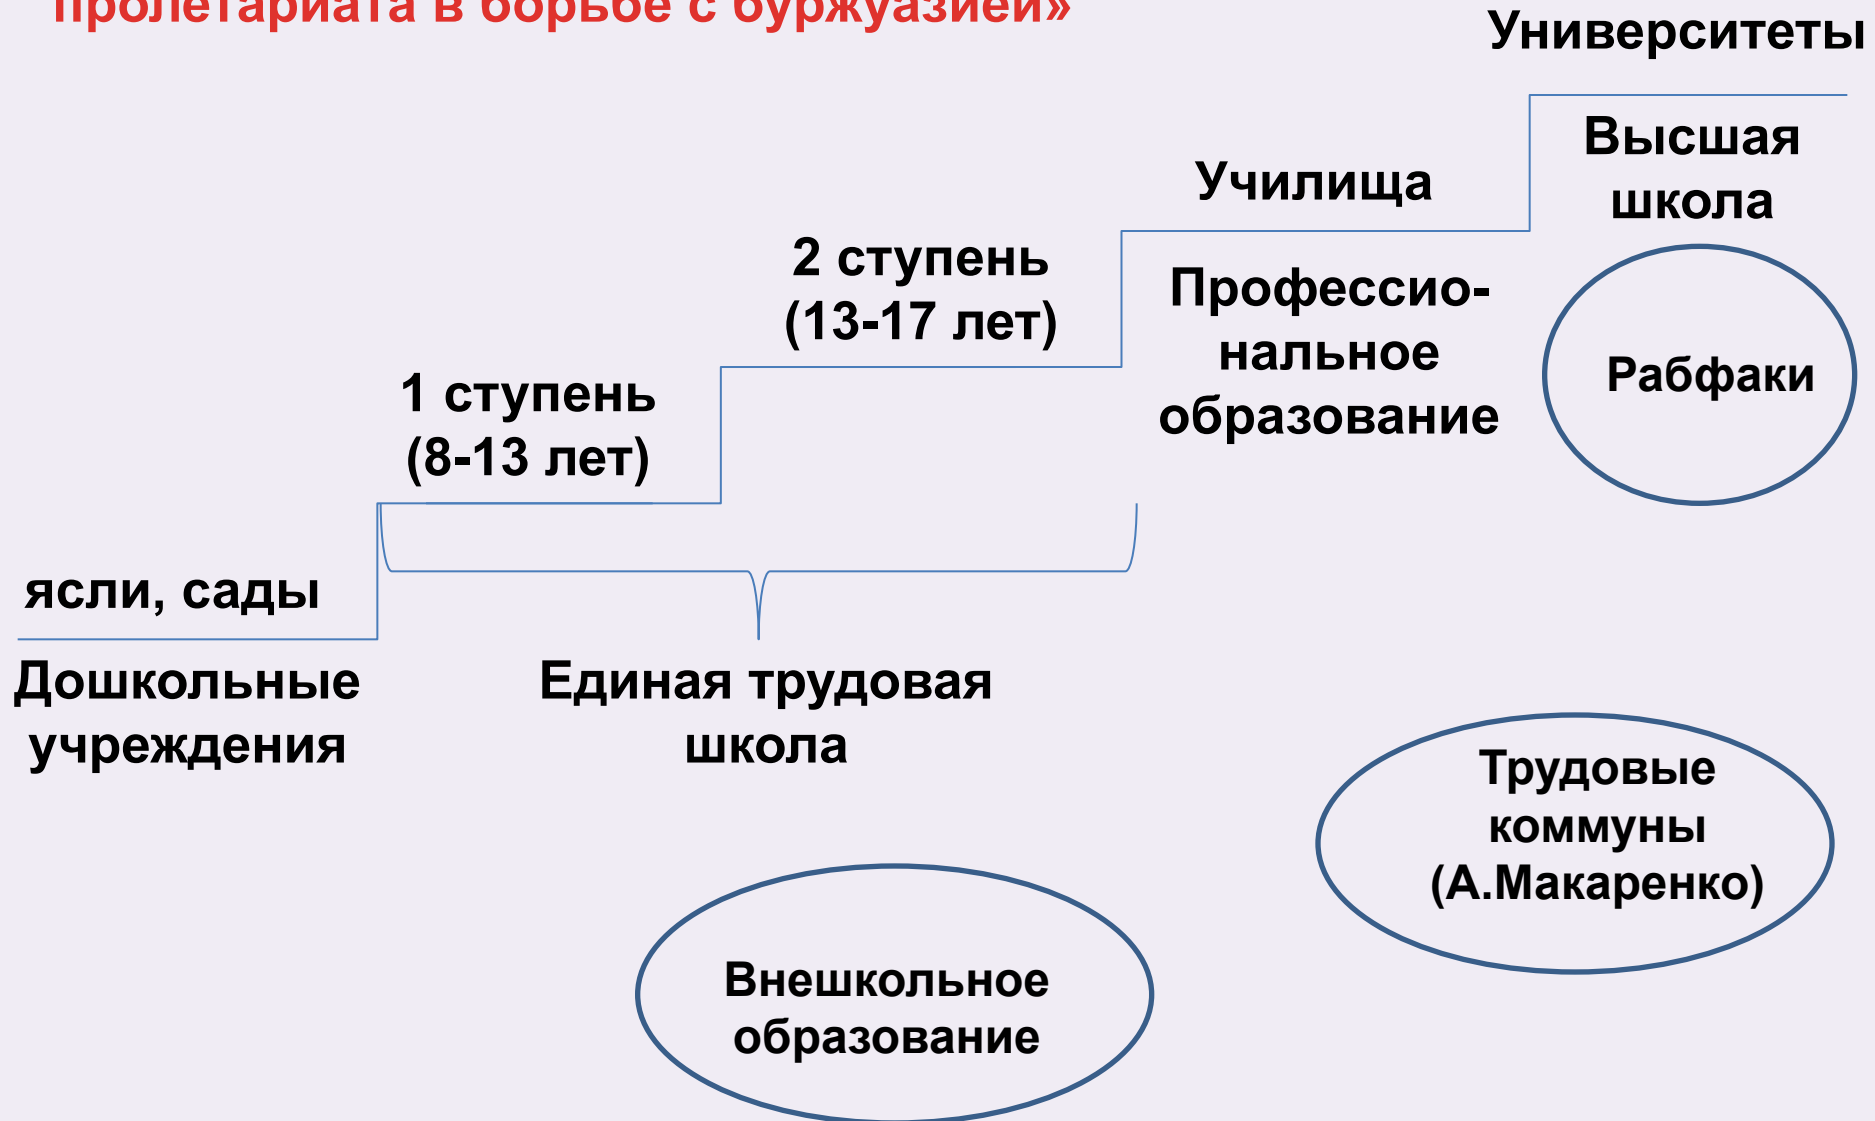 пролетариата в борьбе с буржуазией»
Университеты
Высшая
школа
Училища
2 ступень
(13-17 лет)
Профессио-
нальное
образование
Рабфаки
1 ступень
(8-13 лет)
ясли, сады
Дошкольные
учреждения
Единая трудовая
школа
Трудовые
коммуны
(А.Макаренко)
Внешкольное
образование